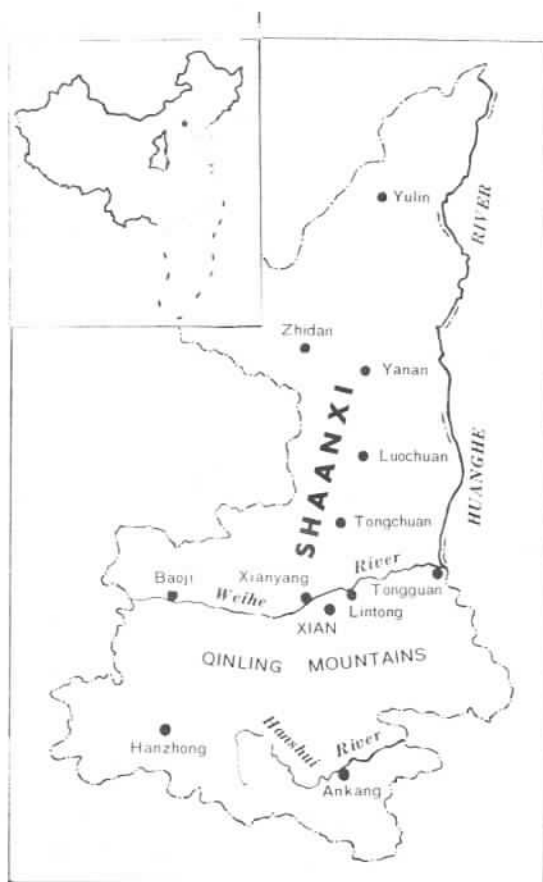 Yulin
RIVER
Zhidan
Yanan
SHAANXI
Luochuan
HUANGHE
Tongchuan
River
Baoji
Xianyang
Tongguan
Weihe
Lintong
XIAN
QINLING MOUNTAINS
Hanshui
River
Hanzhong
Ankang